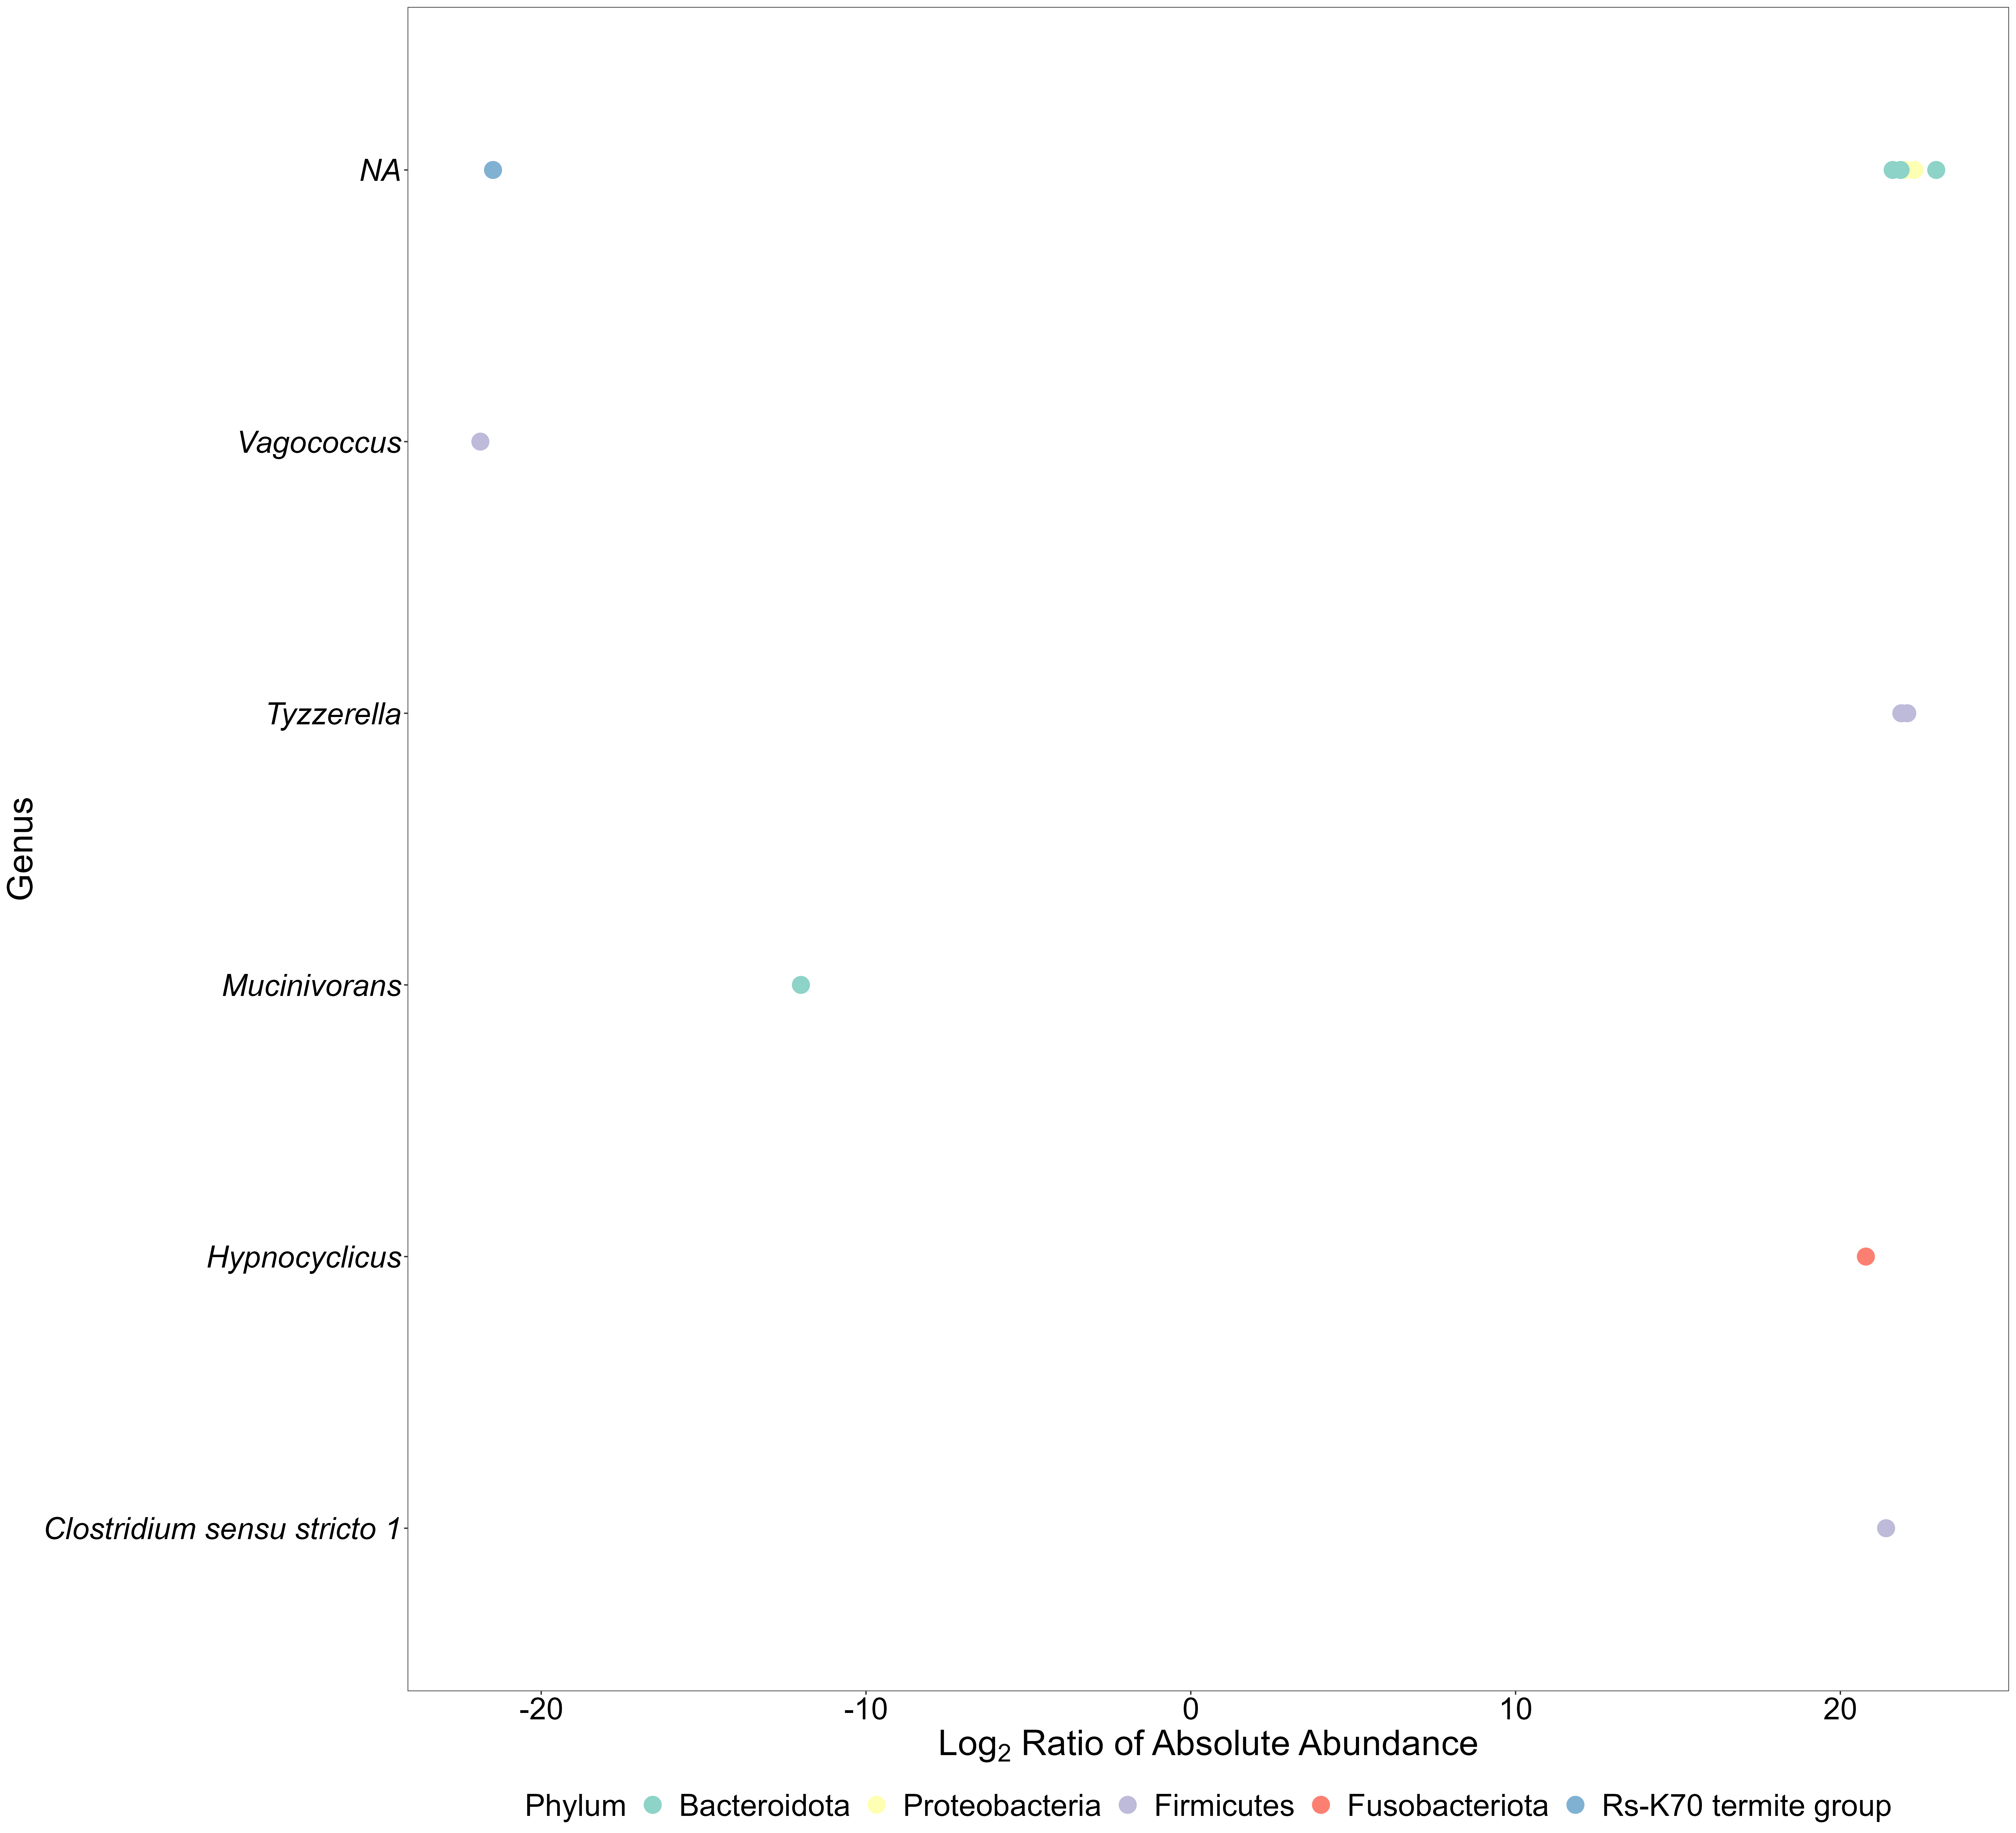 NA
Vagococcus
Tyzzerella
Mucinivorans
Hypnocyclicus
Clostridium sensu stricto 1
Genus
-20 -10 0 10 20
Log₂ Ratio of Absolute Abundance
Phylum Bacteroidota Proteobacteria Firmicutes Fusobacteriota Rs-K70 termite group